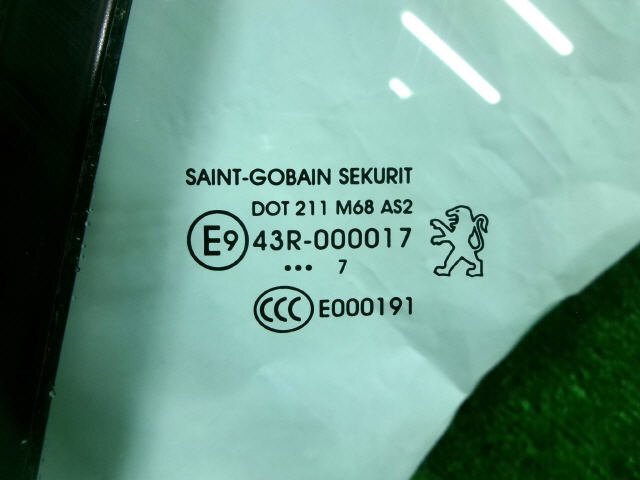 SAINT-GOBAIN SEKURIT
DOT 211 M68 AS2
E9 43R-000017
••• 7
CCC E000191